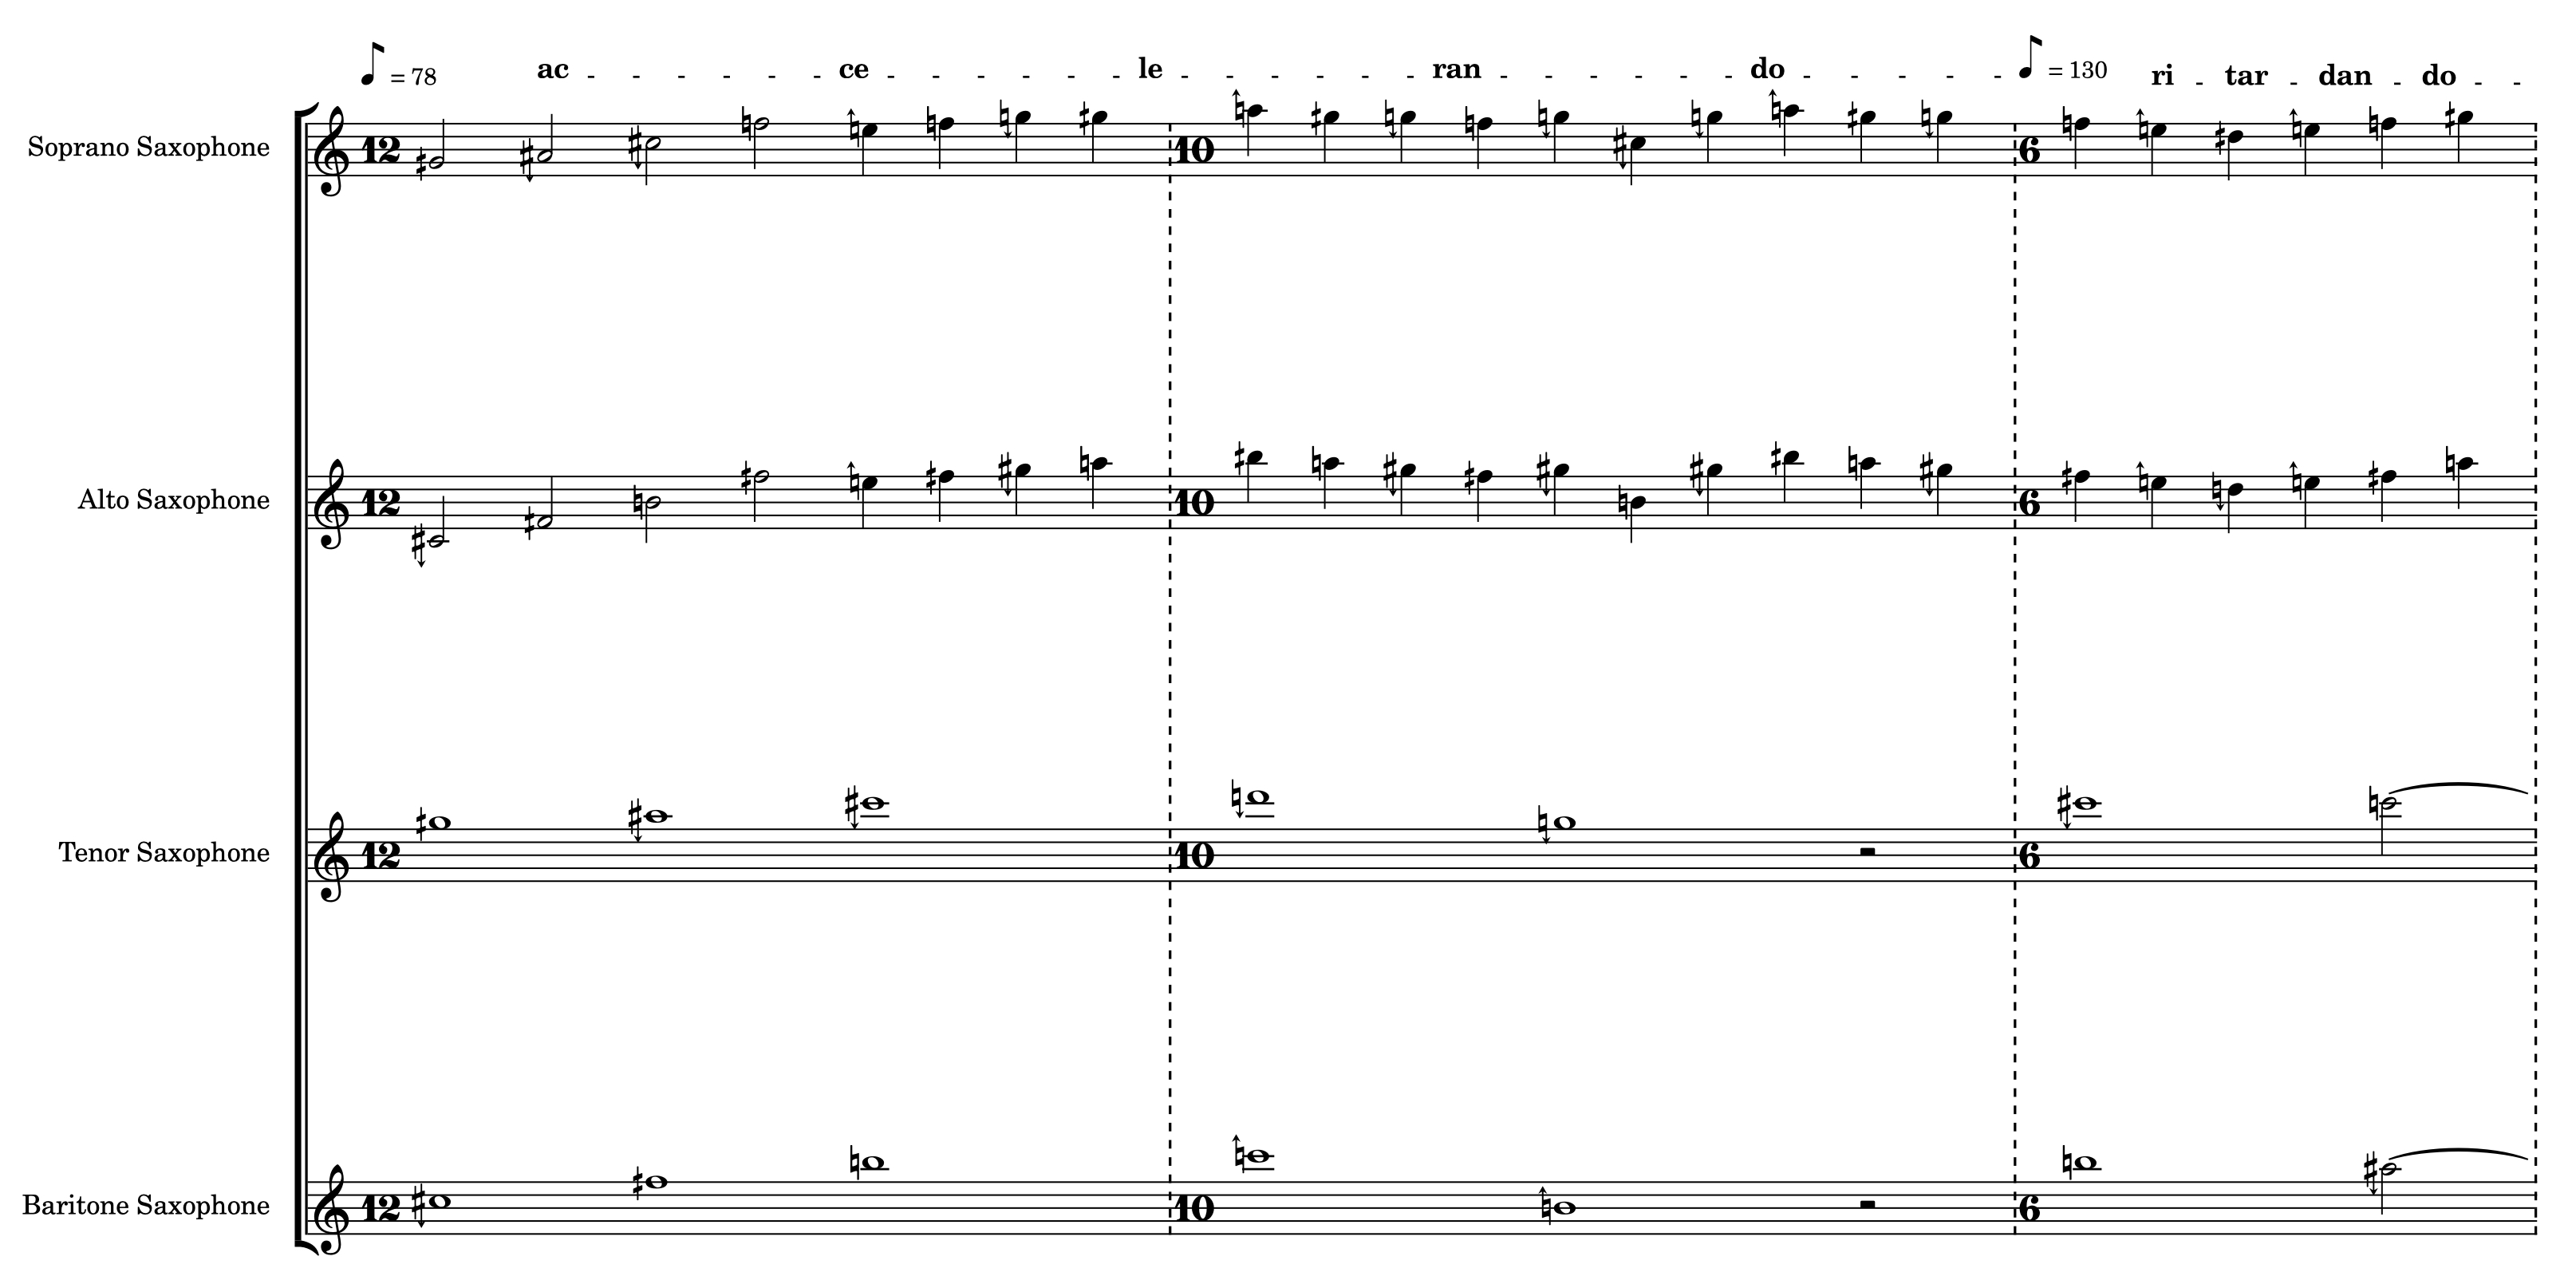 = 78 ac - - - - - - ce - - - - - - le - - - - - - ran - - - - - - do - - - - - = 130 ri - tar - dan - do - -
Soprano Saxophone 12 10 6
Alto Saxophone 12 10 6
Tenor Saxophone 12 10 6
Baritone Saxophone 12 10 6